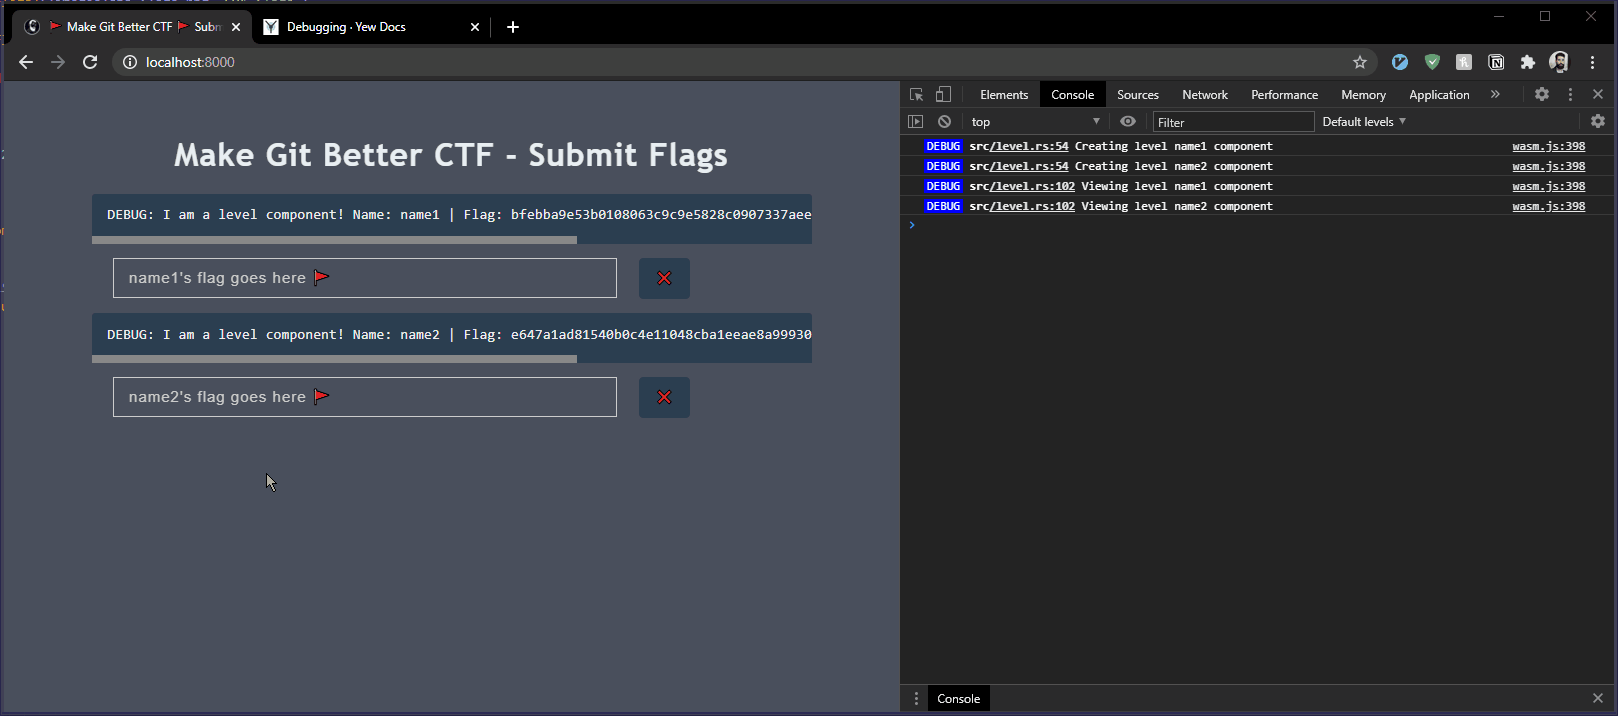 Make Git Better CTF 🚩 Subm
Debugging · Yew Docs
localhost:8000
Elements Console Sources Network Performance Memory Application »
top Filter Default levels
Make Git Better CTF - Submit Flags
DEBUG: I am a level component! Name: name1 | Flag: bfebba9e53b0108063c9c9e5828c0907337aee
name1's flag goes here 🚩
DEBUG: I am a level component! Name: name2 | Flag: e647a1ad81540b0c4e11048cba1eeae8a99930
name2's flag goes here 🚩
DEBUG src/level.rs:54 Creating level name1 component wasm.js:398
DEBUG src/level.rs:54 Creating level name2 component wasm.js:398
DEBUG src/level.rs:102 Viewing level name1 component wasm.js:398
DEBUG src/level.rs:102 Viewing level name2 component wasm.js:398
Console